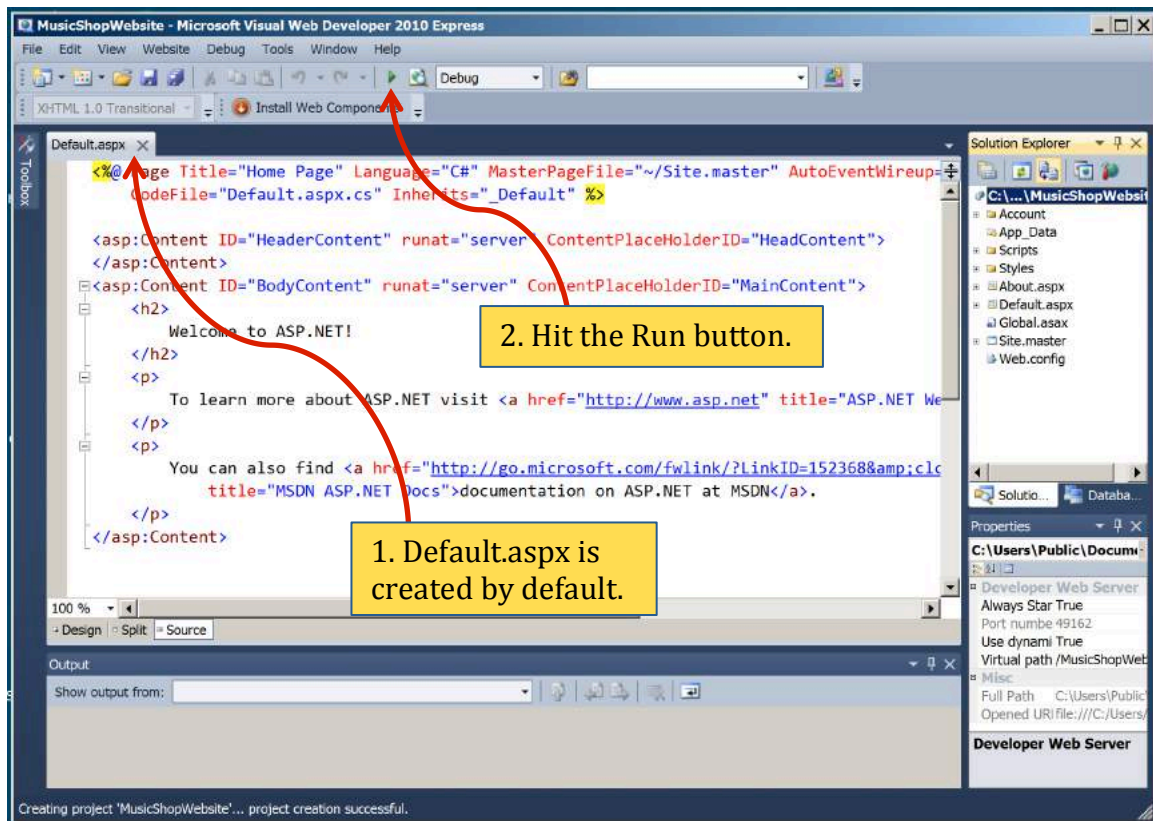 MusicShopWebsite - Microsoft Visual Web Developer 2010 Express
File Edit View Website Debug Tools Window Help
Debug
XHTML 1.0 Transitional Install Web Compone
Toolbox
Default.aspx
<%@ age Title="Home Page" Language="C#" MasterPageFile="~/Site.master" AutoEventWireup=
CodeFile="Default.aspx.cs" Inherits="_Default" %>
<asp:Content ID="HeaderContent" runat="server" ContentPlaceHolderID="HeadContent">
</asp:Content>
<asp:Content ID="BodyContent" runat="server" ContentPlaceHolderID="MainContent">
<h2>
Welcome to ASP.NET!
</h2>
<p>
To learn more about ASP.NET visit <a href="http://www.asp.net" title="ASP.NET We
</p>
<p>
You can also find <a href="http://go.microsoft.com/fwlink/?LinkID=152368&amp;clc
title="MSDN ASP.NET Docs">documentation on ASP.NET at MSDN</a>.
</p>
</asp:Content>
2. Hit the Run button.
1. Default.aspx is
created by default.
100 %
Design Split Source
Output
Show output from:
Solution Explorer
C:\...\MusicShopWebsit
Account
App_Data
Scripts
Styles
About.aspx
Default.aspx
Global.asax
Site.master
Web.config
Solutio... Databa...
Properties
C:\Users\Public\Docume
Developer Web Server
Always Star True
Port numbe 49162
Use dynami True
Virtual path /MusicShopWeb
Misc
Full Path C:\Users\Public
Opened URI file:///C:/Users/
Developer Web Server
Creating project 'MusicShopWebsite'... project creation successful.